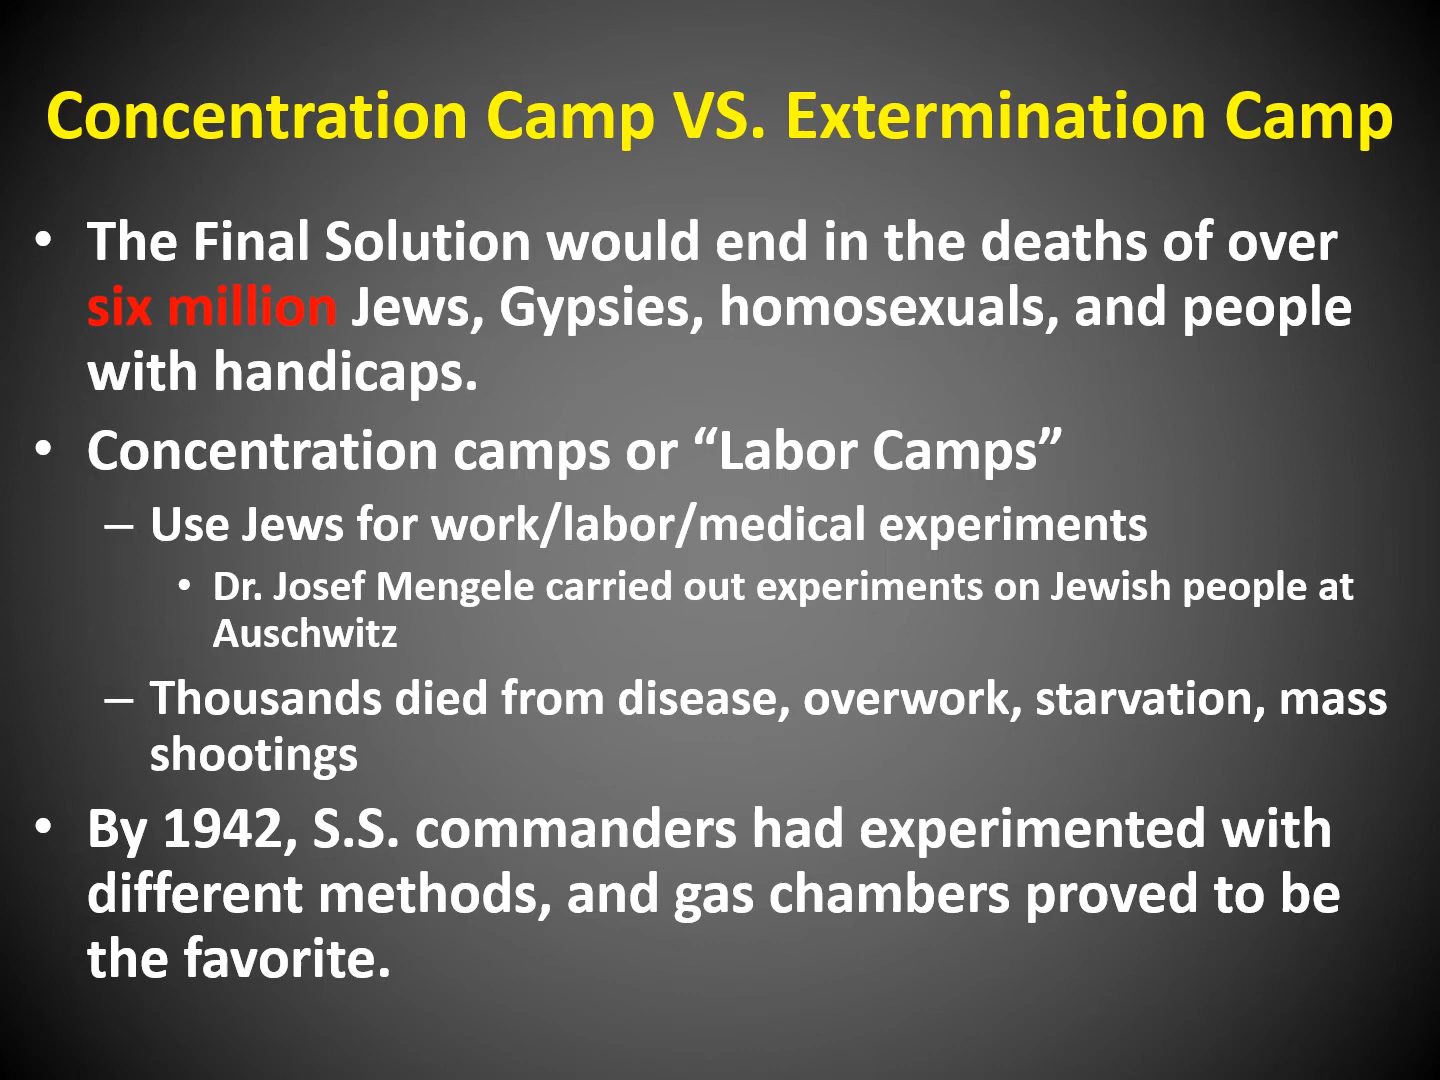 Concentration Camp VS. Extermination Camp
• The Final Solution would end in the deaths of over
six million Jews, Gypsies, homosexuals, and people
with handicaps.
• Concentration camps or “Labor Camps”
– Use Jews for work/labor/medical experiments
• Dr. Josef Mengele carried out experiments on Jewish people at
Auschwitz
– Thousands died from disease, overwork, starvation, mass
shootings
• By 1942, S.S. commanders had experimented with
different methods, and gas chambers proved to be
the favorite.